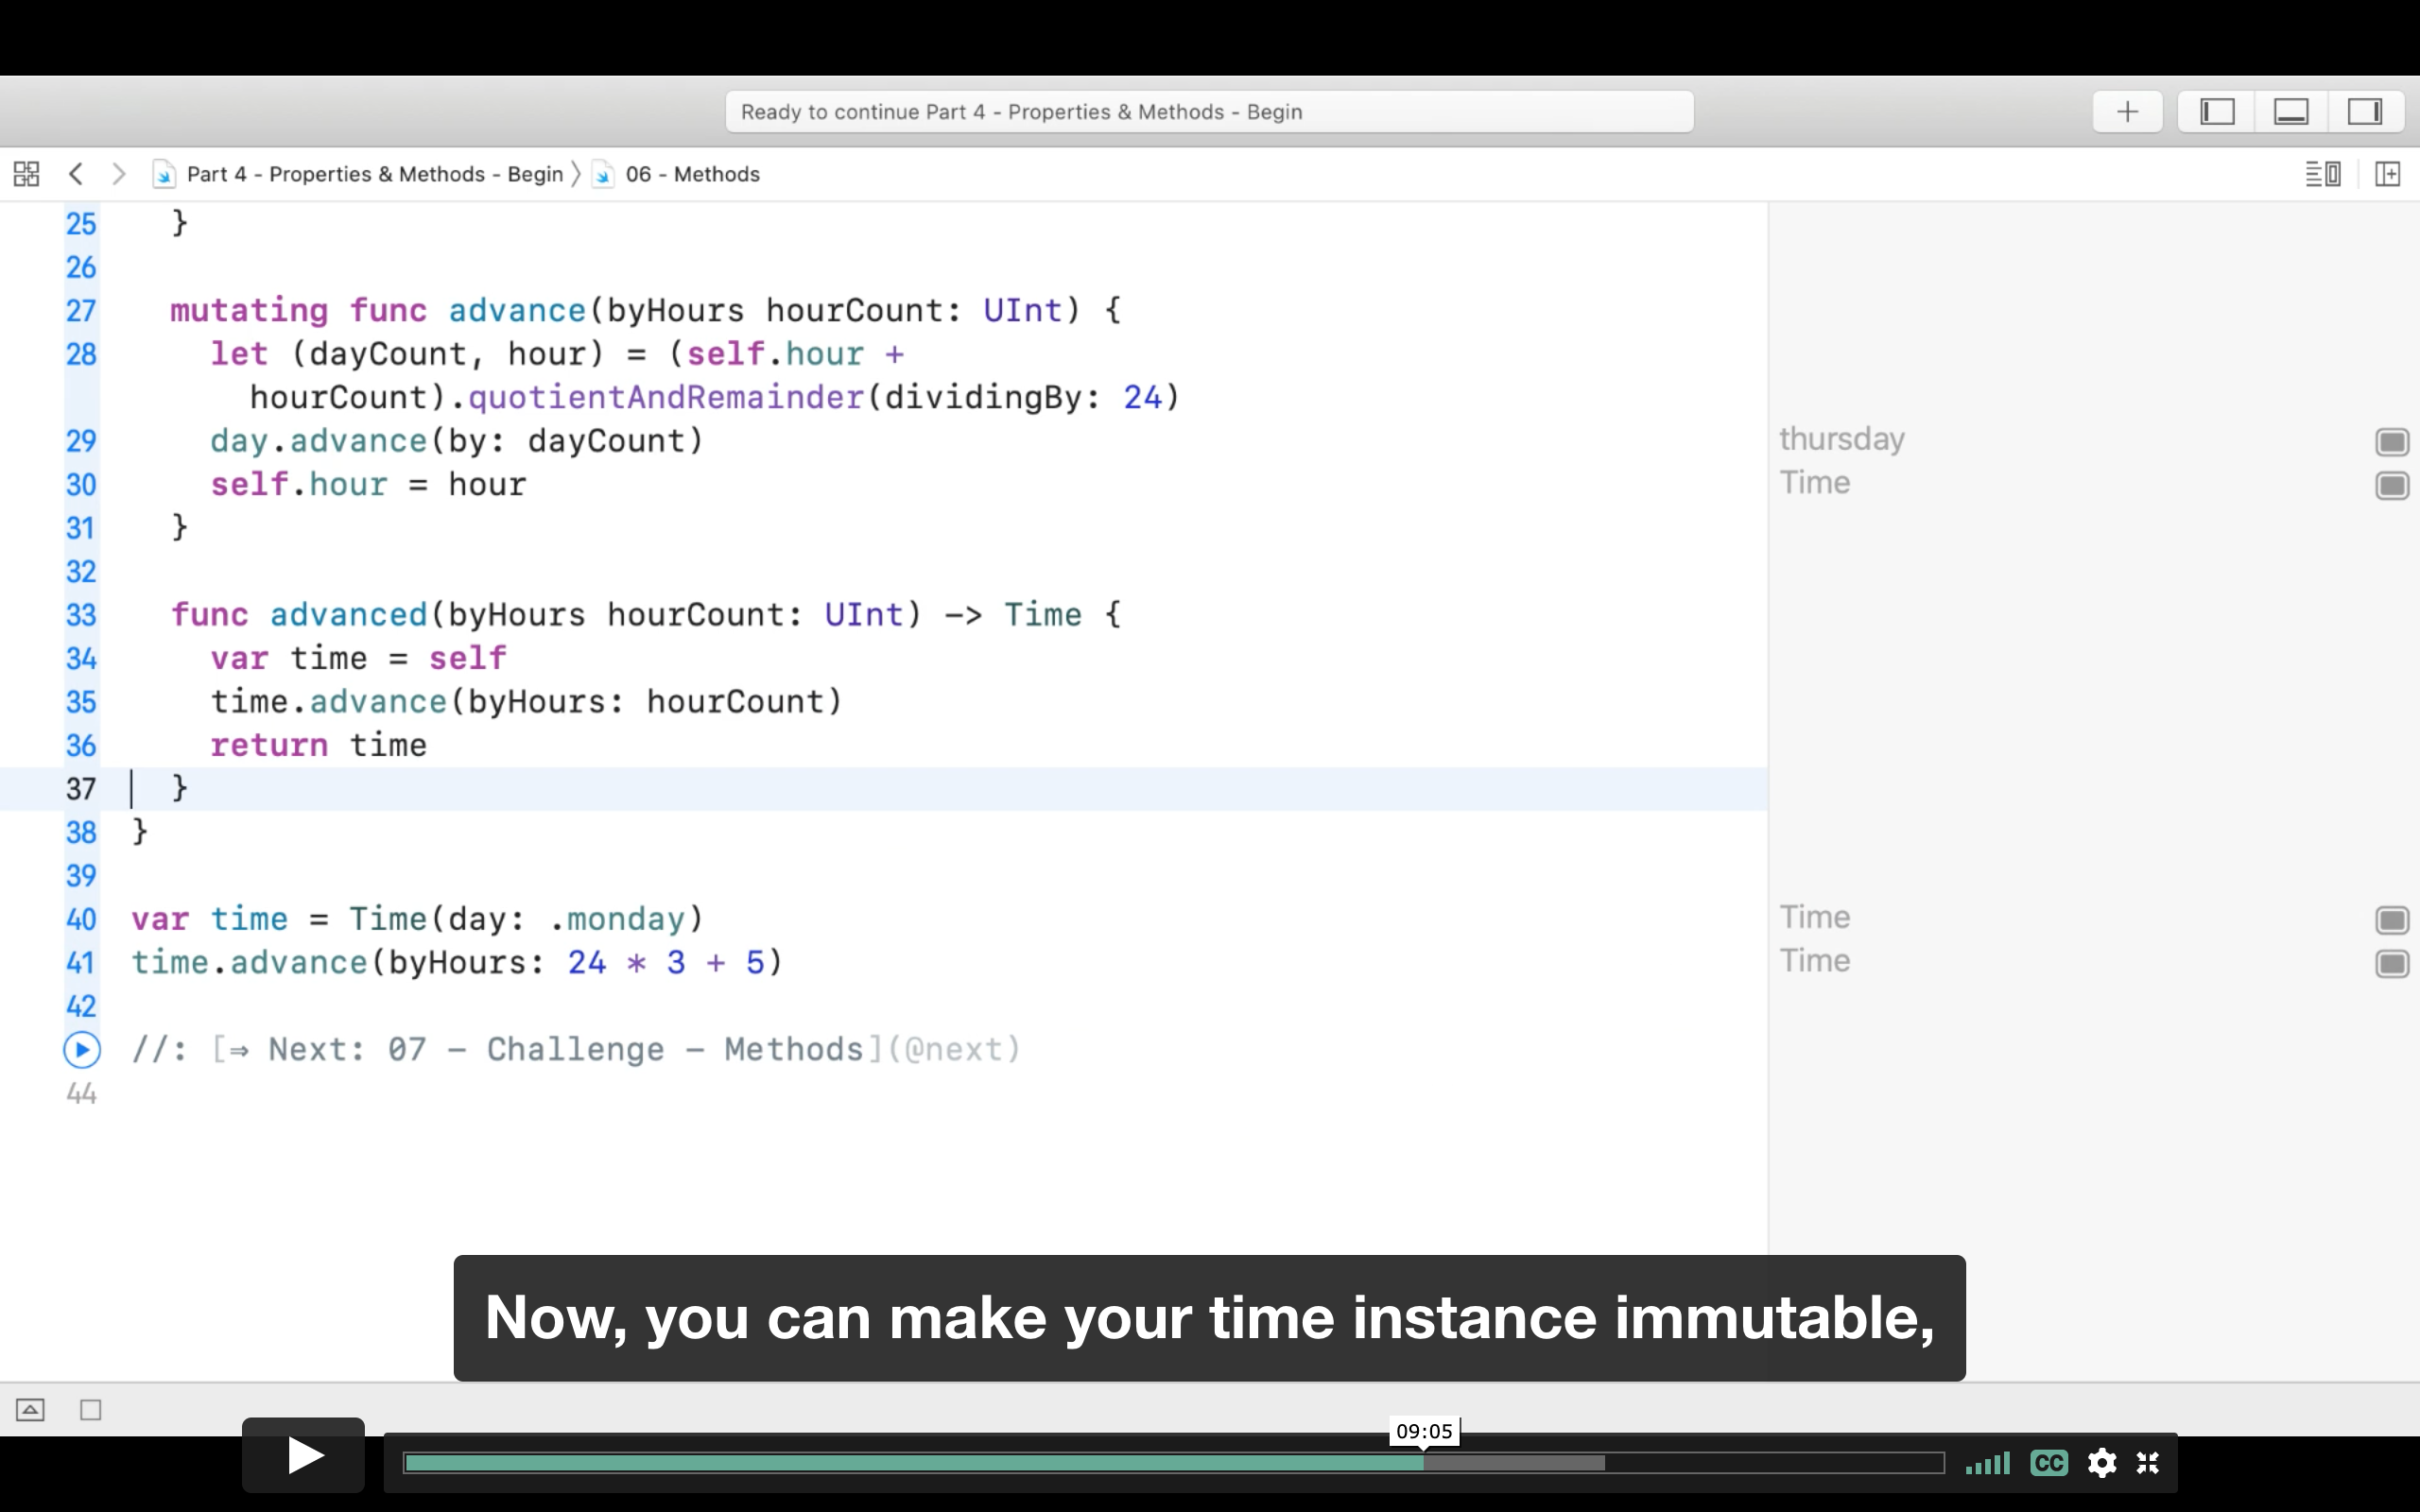 Ready to continue Part 4 - Properties & Methods - Begin
Part 4 - Properties & Methods - Begin 〉 06 - Methods
25 }
26
27 mutating func advance(byHours hourCount: UInt) {
28 let (dayCount, hour) = (self.hour +
hourCount).quotientAndRemainder(dividingBy: 24)
29 day.advance(by: dayCount) thursday
30 self.hour = hour Time
31 }
32
33 func advanced(byHours hourCount: UInt) -> Time {
34 var time = self
35 time.advance(byHours: hourCount)
36 return time
37 }
38 }
39
40 var time = Time(day: .monday) Time
41 time.advance(byHours: 24 * 3 + 5) Time
42
//: [⇒ Next: 07 - Challenge - Methods](@next)
44
Now, you can make your time instance immutable,
09:05
CC